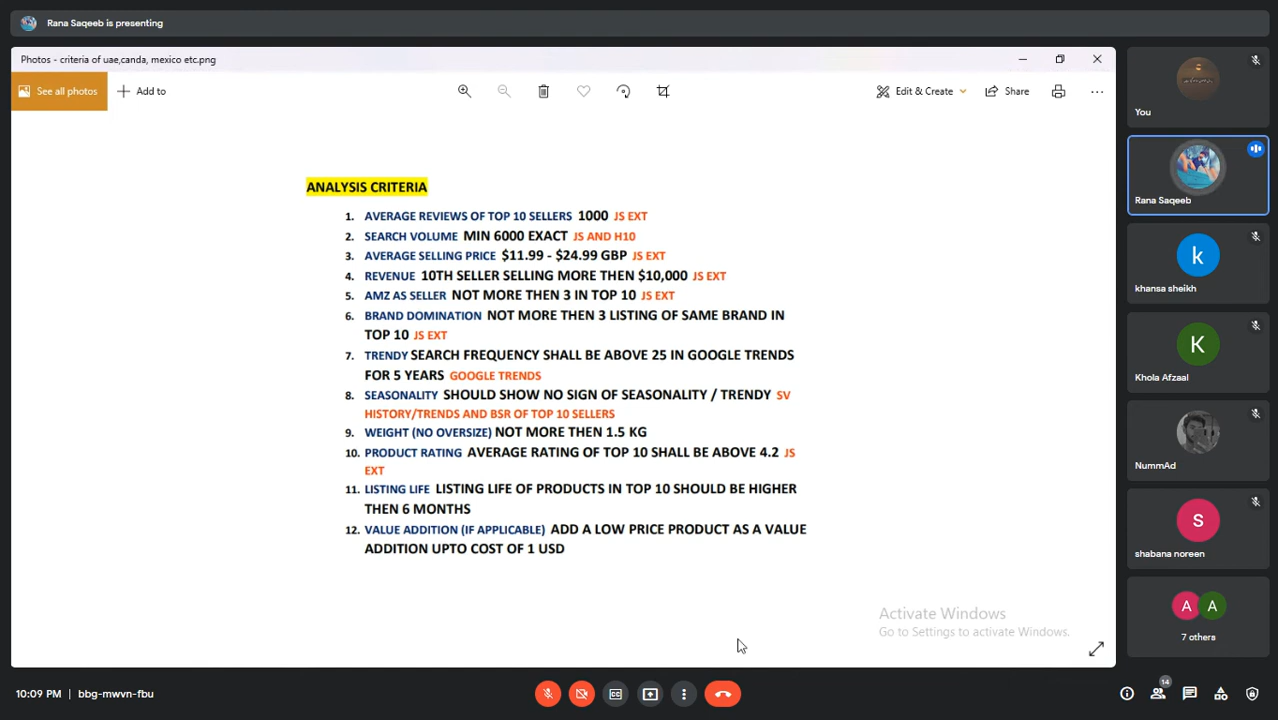 Rana Saqeeb is presenting
Photos - criteria of uae,canda, mexico etc.png
See all photos
Add to
Edit & Create
Share
ANALYSIS CRITERIA
1. AVERAGE REVIEWS OF TOP 10 SELLERS 1000 JS EXT
2. SEARCH VOLUME MIN 6000 EXACT JS AND H10
3. AVERAGE SELLING PRICE $11.99 - $24.99 GBP JS EXT
4. REVENUE 10TH SELLER SELLING MORE THEN $10,000 JS EXT
5. AMZ AS SELLER NOT MORE THEN 3 IN TOP 10 JS EXT
6. BRAND DOMINATION NOT MORE THEN 3 LISTING OF SAME BRAND IN
TOP 10 JS EXT
7. TRENDY SEARCH FREQUENCY SHALL BE ABOVE 25 IN GOOGLE TRENDS
FOR 5 YEARS GOOGLE TRENDS
8. SEASONALITY SHOULD SHOW NO SIGN OF SEASONALITY / TRENDY SV
HISTORY/TRENDS AND BSR OF TOP 10 SELLERS
9. WEIGHT (NO OVERSIZE) NOT MORE THEN 1.5 KG
10. PRODUCT RATING AVERAGE RATING OF TOP 10 SHALL BE ABOVE 4.2 JS
EXT
11. LISTING LIFE LISTING LIFE OF PRODUCTS IN TOP 10 SHOULD BE HIGHER
THEN 6 MONTHS
12. VALUE ADDITION (IF APPLICABLE) ADD A LOW PRICE PRODUCT AS A VALUE
ADDITION UPTO COST OF 1 USD
Activate Windows
Go to Settings to activate Windows.
You
Rana Saqeeb
k
khansa sheikh
K
Khola Afzaal
NummAd
s
shabana noreen
A A
7 others
10:09 PM | bbg-mwvn-fbu
14